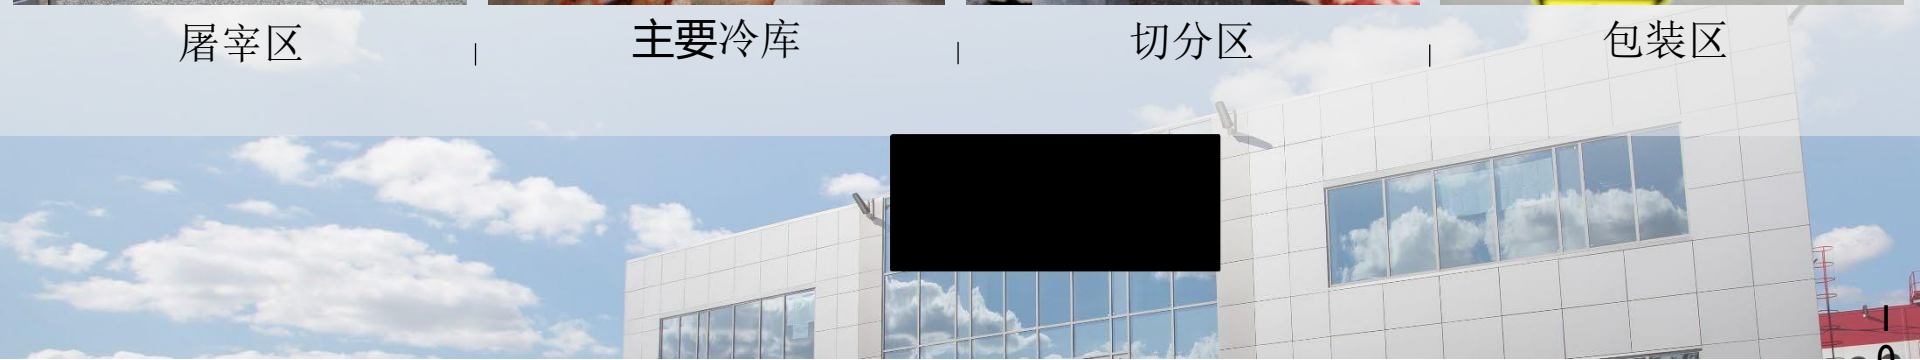 屠宰区 | 主要冷库 | 切分区 | 包装区